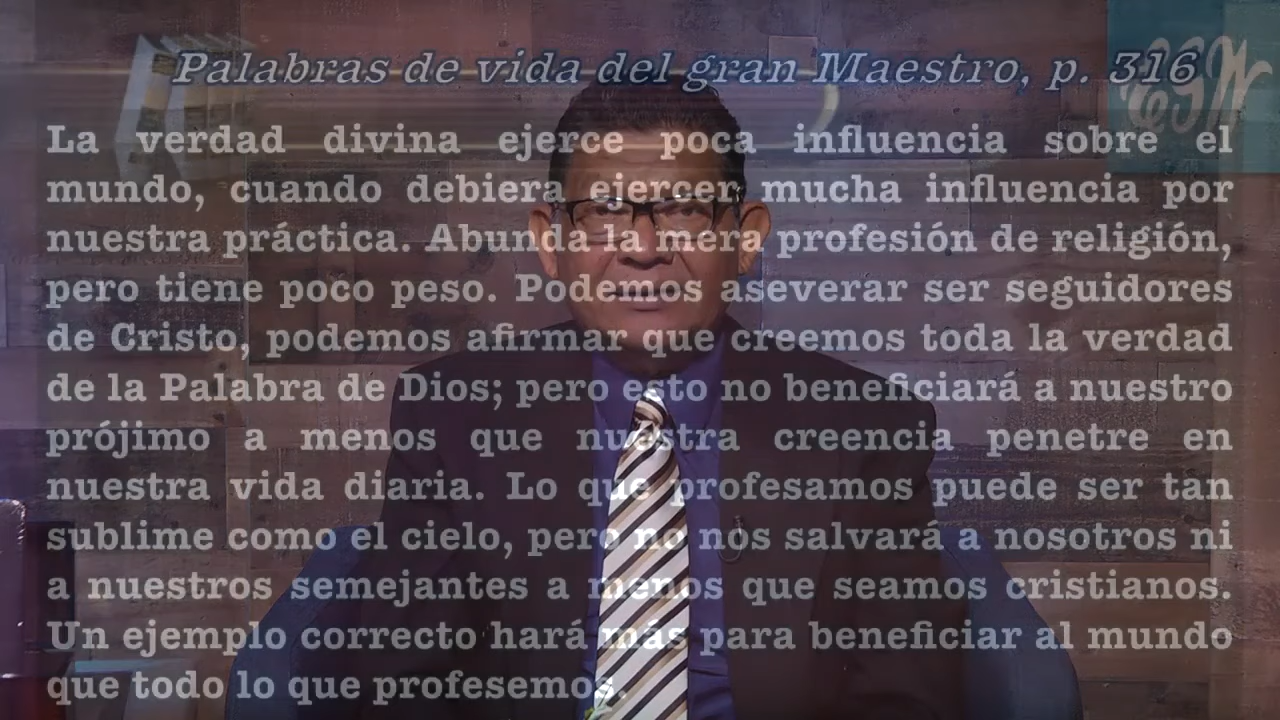 Palabras de vida del gran Maestro, p. 316
EGW
La verdad divina ejerce poca influencia sobre el
mundo, cuando debiera ejercer mucha influencia por
nuestra práctica. Abunda la mera profesión de religión,
pero tiene poco peso. Podemos aseverar ser seguidores
de Cristo, podemos afirmar que creemos toda la verdad
de la Palabra de Dios; pero esto no beneficiará a nuestro
prójimo a menos que nuestra creencia penetre en
nuestra vida diaria. Lo que profesamos puede ser tan
sublime como el cielo, pero no nos salvará a nosotros ni
a nuestros semejantes a menos que seamos cristianos.
Un ejemplo correcto hará más para beneficiar al mundo
que todo lo que profesemos.